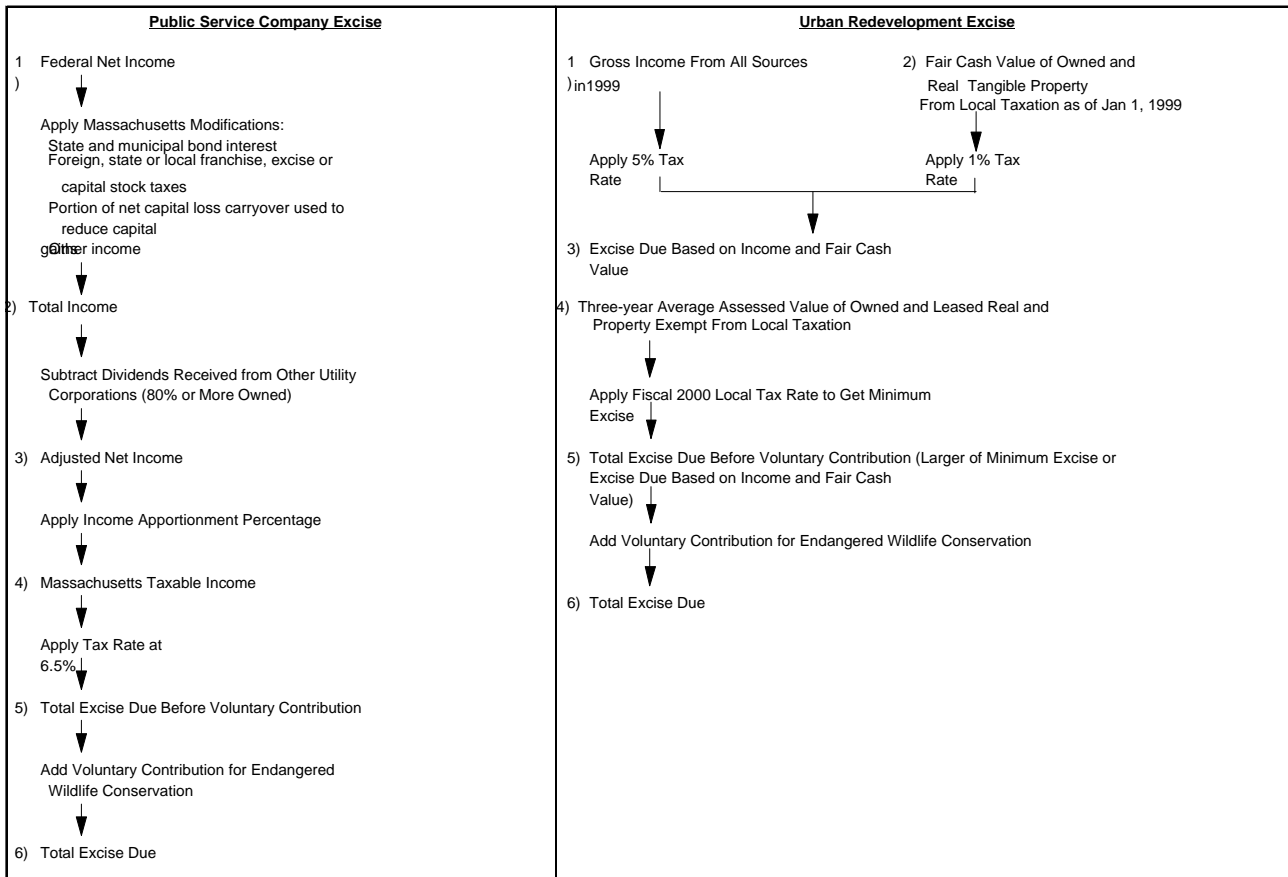 Public Service Company Excise
1) Federal Net Income
Apply Massachusetts Modifications:
State and municipal bond interest
Foreign, state or local franchise, excise or
capital stock taxes
Portion of net capital loss carryover used to
reduce capital
gains
Other income
2) Total Income
Subtract Dividends Received from Other Utility
Corporations (80% or More Owned)
3) Adjusted Net Income
Apply Income Apportionment Percentage
4) Massachusetts Taxable Income
Apply Tax Rate at
6.5%
5) Total Excise Due Before Voluntary Contribution
Add Voluntary Contribution for Endangered
Wildlife Conservation
6) Total Excise Due
Urban Redevelopment Excise
1) Gross Income From All Sources
in1999
2) Fair Cash Value of Owned and
Real Tangible Property
From Local Taxation as of Jan 1, 1999
Apply 5% Tax
Rate
Apply 1% Tax
Rate
3) Excise Due Based on Income and Fair Cash
Value
4) Three-year Average Assessed Value of Owned and Leased Real and
Property Exempt From Local Taxation
Apply Fiscal 2000 Local Tax Rate to Get Minimum
Excise
5) Total Excise Due Before Voluntary Contribution (Larger of Minimum Excise or
Excise Due Based on Income and Fair Cash
Value)
Add Voluntary Contribution for Endangered Wildlife Conservation
6) Total Excise Due